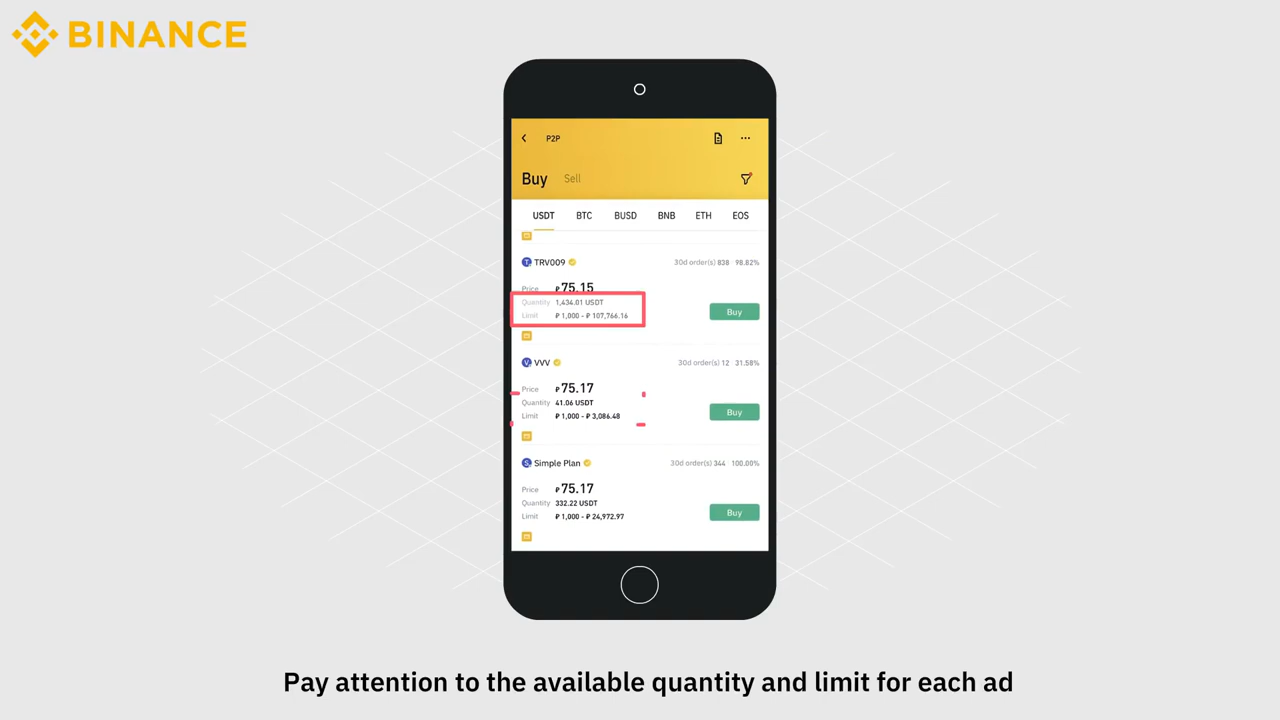 BINANCE
P2P
Buy Sell
USDT BTC BUSD BNB ETH EOS
T TRV009 30d order(s) 838 98.82%
Price ₽ 75.15
Quantity 1,434.01 USDT
Limit ₽ 1,000 - ₽ 107,766.16
Buy
V VVV 30d order(s) 12 31.58%
Price ₽ 75.17
Quantity 41.06 USDT
Limit ₽ 1,000 - ₽ 3,086.48
Buy
S Simple Plan 30d order(s) 344 100.00%
Price ₽ 75.17
Quantity 332.22 USDT
Limit ₽ 1,000 - ₽ 24,972.97
Buy
Pay attention to the available quantity and limit for each ad